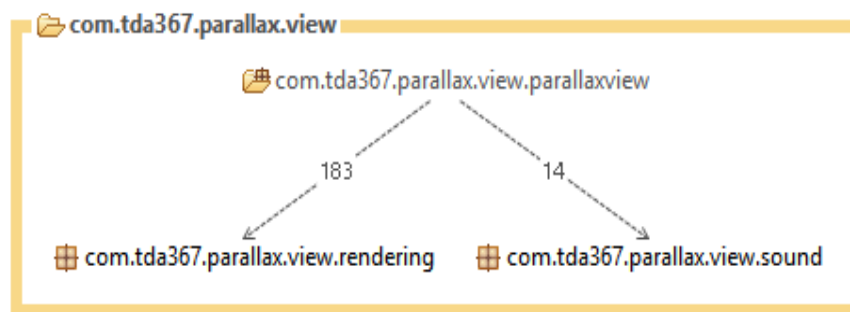 com.tda367.parallax.view
com.tda367.parallax.view.parallaxview
183 14
com.tda367.parallax.view.rendering com.tda367.parallax.view.sound